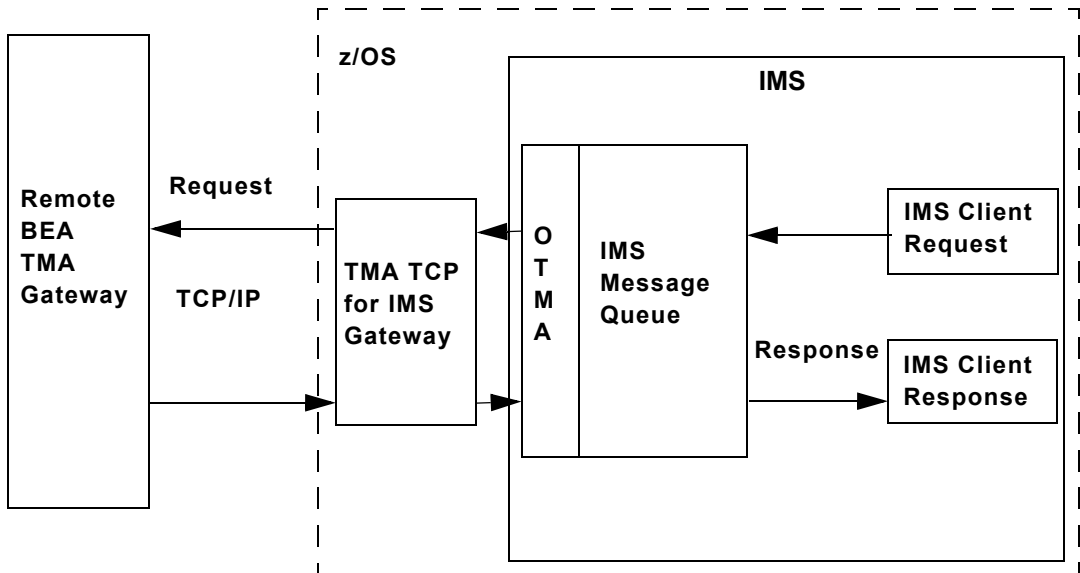 z/OS
IMS
Remote
BEA
TMA
Gateway
Request
TCP/IP
TMA TCP
for IMS
Gateway
O
T
M
A
IMS
Message
Queue
IMS Client
Request
Response
IMS Client
Response